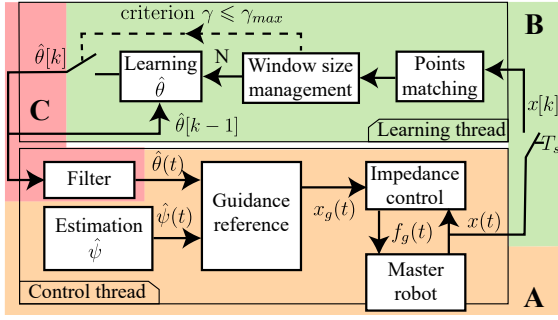 criterion γ ⩽ γ_max
B
θ̂[k]
Learning
θ̂
N
Window size
management
Points
matching
x[k]
C
θ̂[k − 1]
Learning thread
T_s
Filter
θ̂(t)
Guidance
reference
Impedance
control
x_g(t)
Estimation
ψ̂
ψ̂(t)
f_g(t)
x(t)
Master
robot
Control thread
A